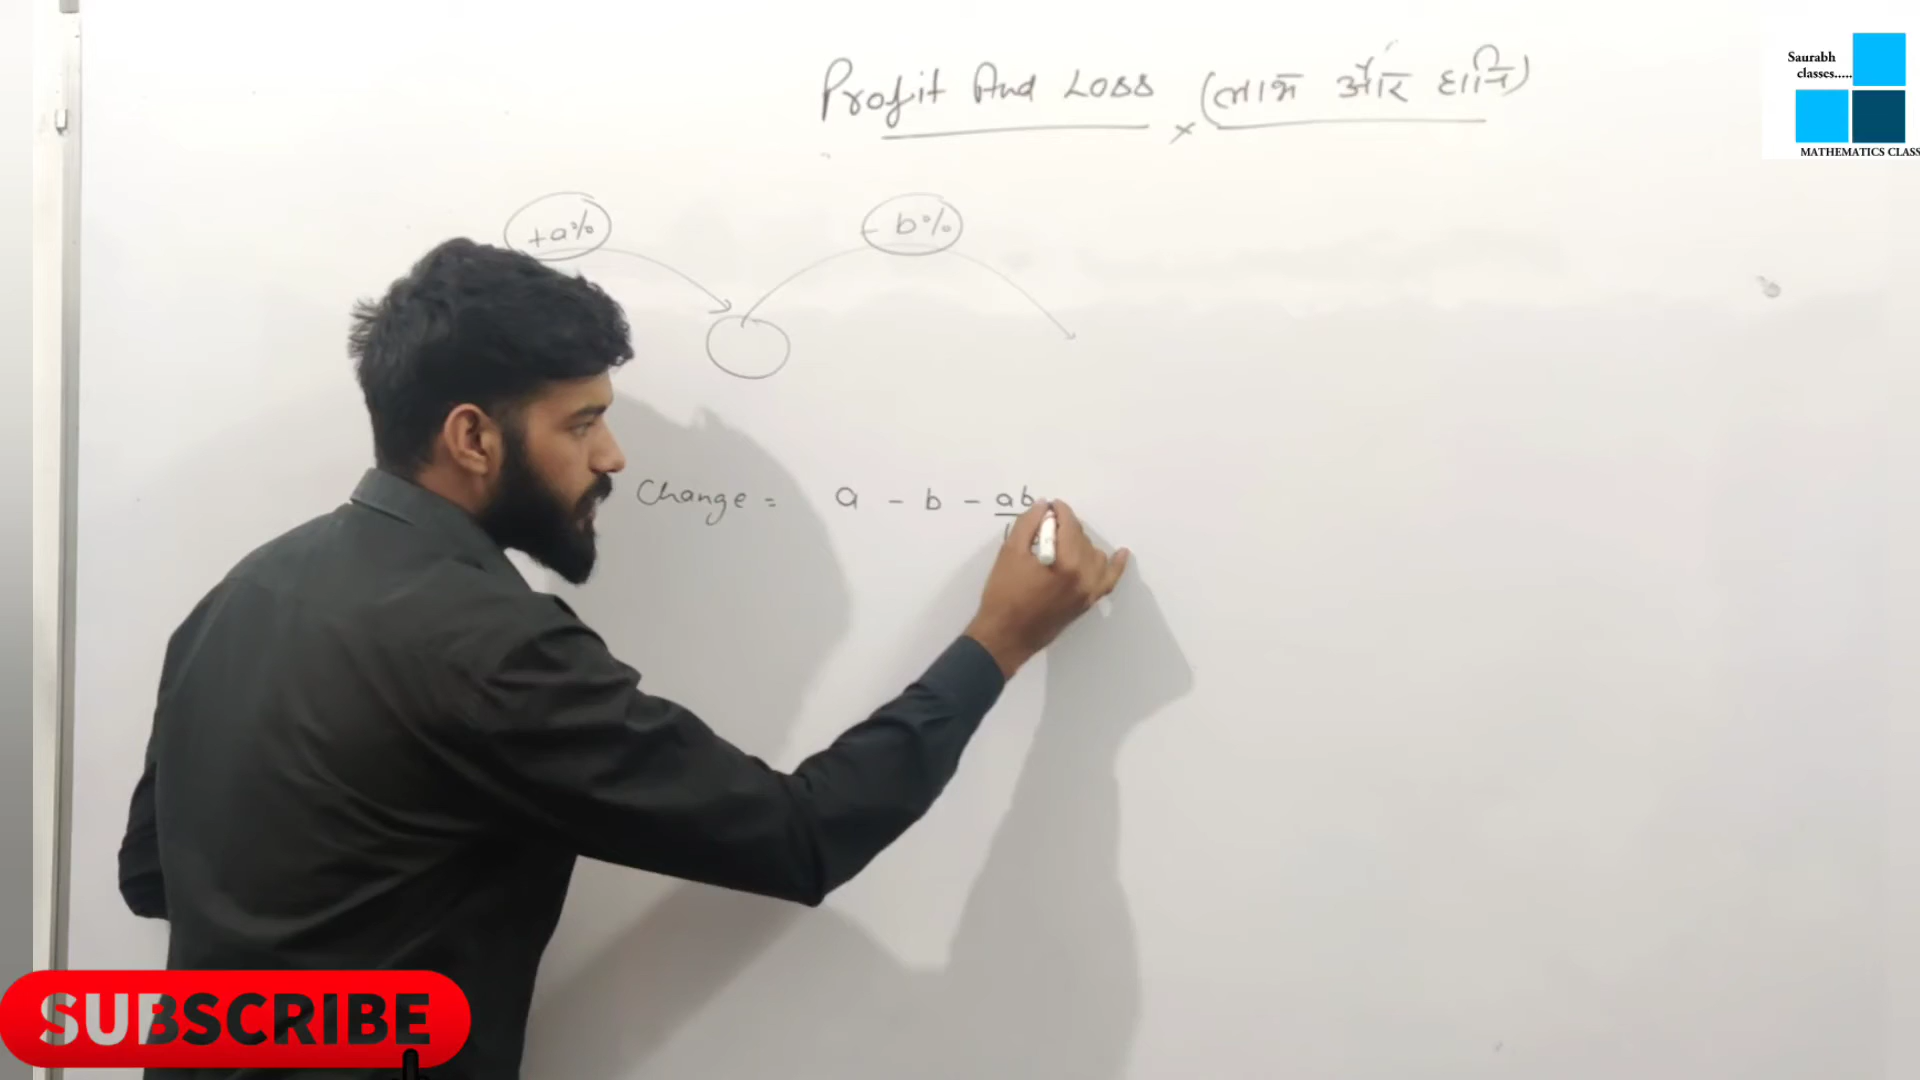 Profit And Loss (लाभ और हानि)
Saurabh
classes.....
MATHEMATICS CLASS
+a%
- b%
Change = a - b - ab
SUBSCRIBE